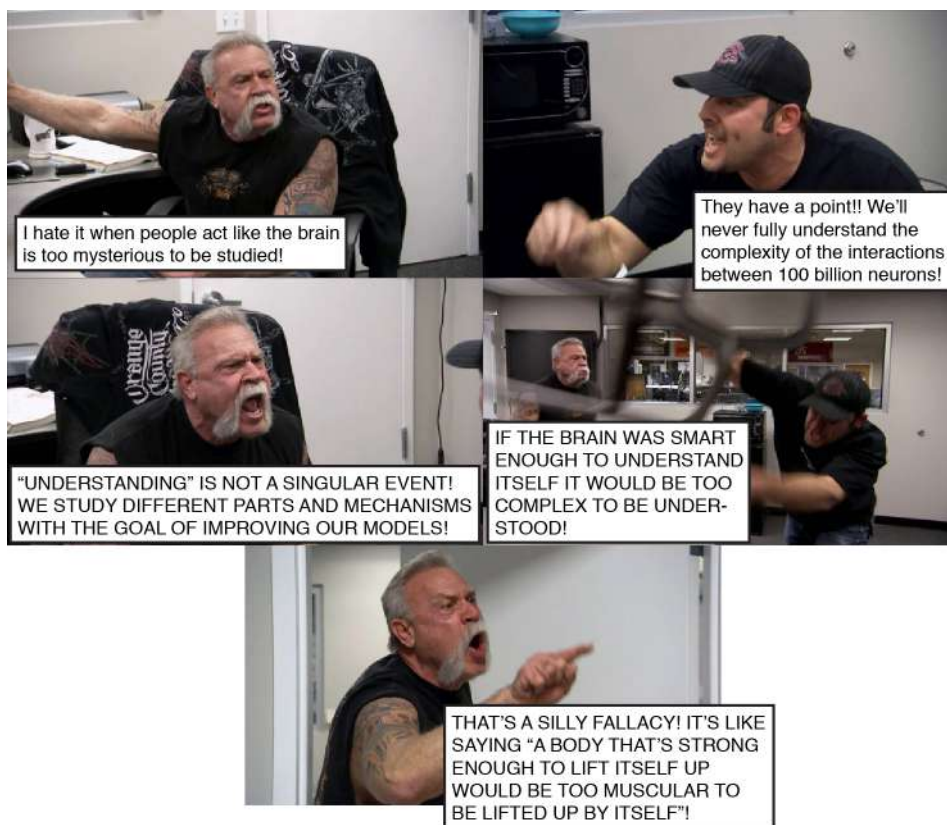 I hate it when people act like the brain
is too mysterious to be studied!
They have a point!! We'll
never fully understand the
complexity of the interactions
between 100 billion neurons!
Orange
County
“UNDERSTANDING” IS NOT A SINGULAR EVENT!
WE STUDY DIFFERENT PARTS AND MECHANISMS
WITH THE GOAL OF IMPROVING OUR MODELS!
IF THE BRAIN WAS SMART
ENOUGH TO UNDERSTAND
ITSELF IT WOULD BE TOO
COMPLEX TO BE UNDER-
STOOD!
THAT'S A SILLY FALLACY! IT'S LIKE
SAYING “A BODY THAT'S STRONG
ENOUGH TO LIFT ITSELF UP
WOULD BE TOO MUSCULAR TO
BE LIFTED UP BY ITSELF”!